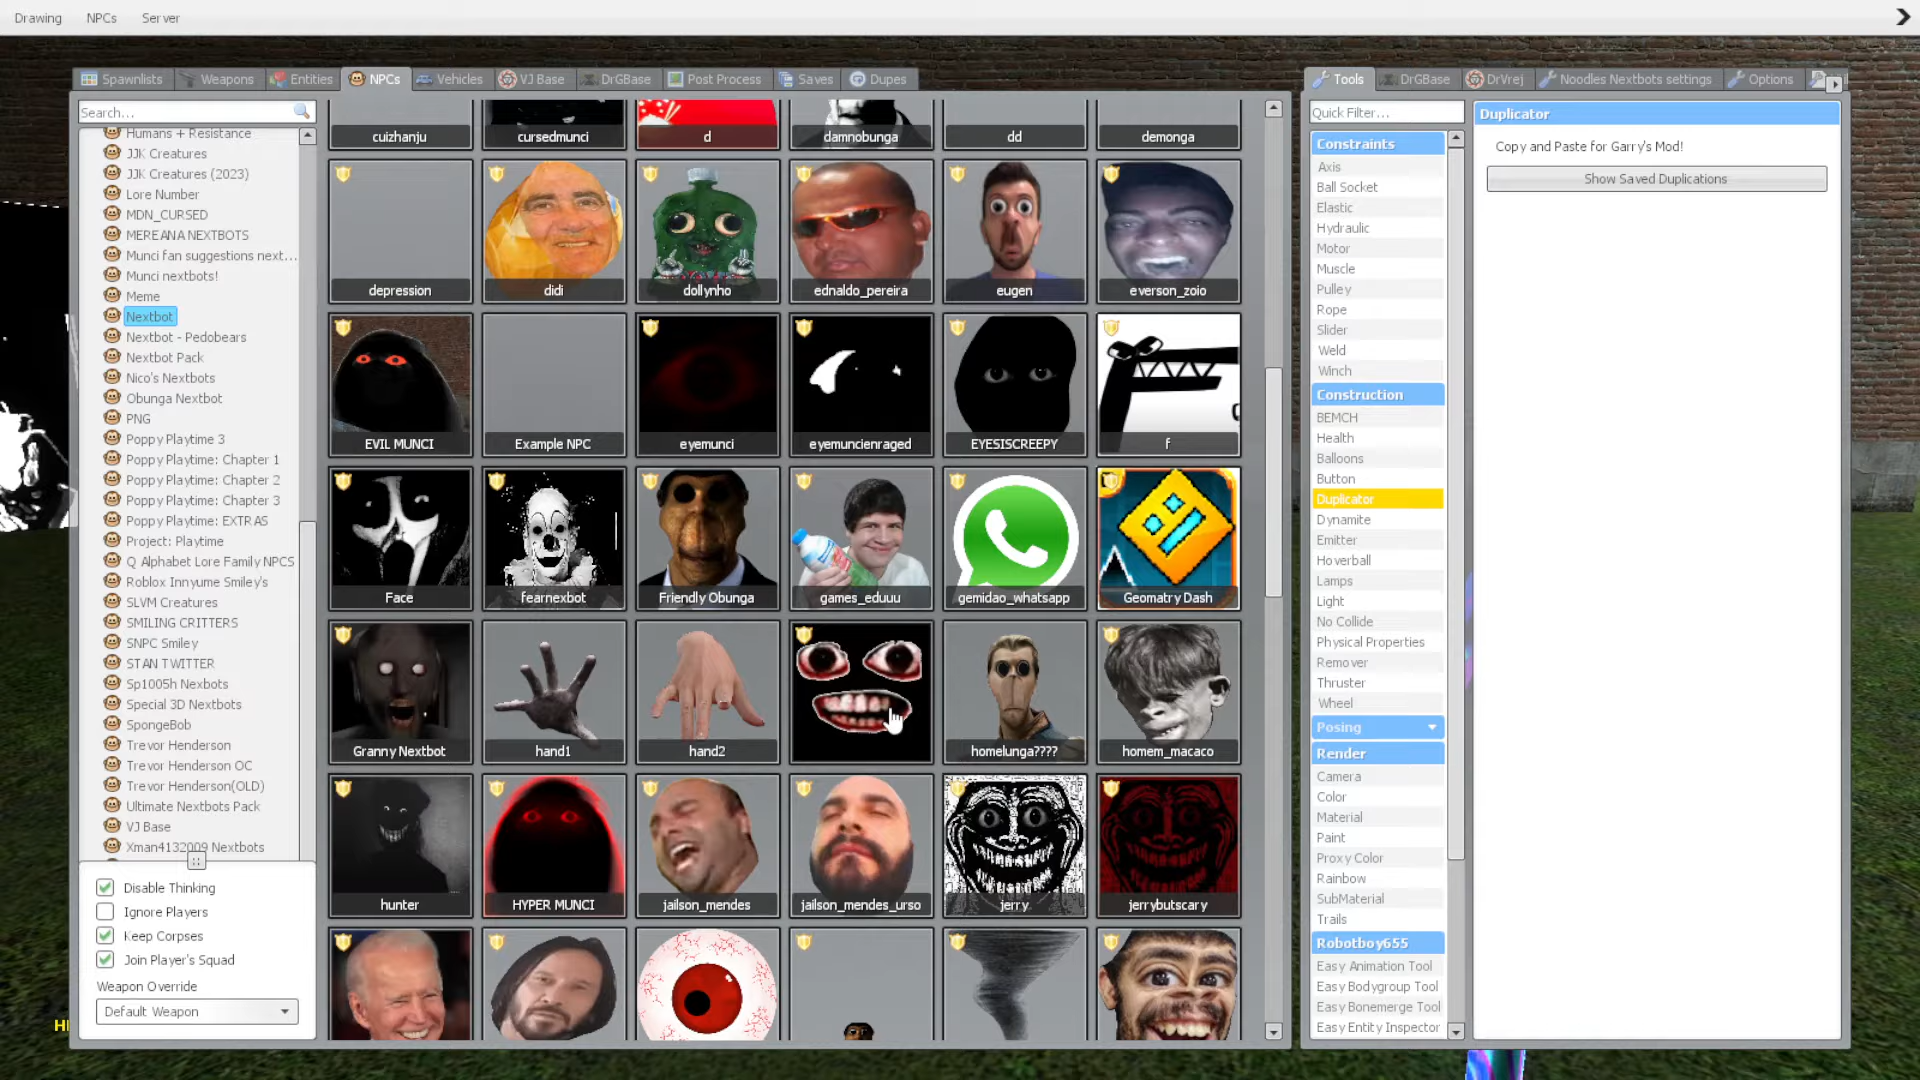 Drawing NPCs Server
Spawnlists Weapons Entities NPCs Vehicles VJ Base DrGBase Post Process Saves Dupes
Tools DrGBase DrVrej Noodles Nextbots settings Options
Search...
Humans + Resistance
JJK Creatures
JJK Creatures (2023)
Lore Number
MDN_CURSED
MEREANA NEXTBOTS
Munci fan suggestions next...
Munci nextbots!
Meme
Nextbot
Nextbot - Pedobears
Nextbot Pack
Nico's Nextbots
Obunga Nextbot
PNG
Poppy Playtime 3
Poppy Playtime: Chapter 1
Poppy Playtime: Chapter 2
Poppy Playtime: Chapter 3
Poppy Playtime: EXTRAS
Project: Playtime
Q Alphabet Lore Family NPCS
Roblox Innyume Smiley's
SLVM Creatures
SMILING CRITTERS
SNPC Smiley
STAN TWITTER
Sp1005h Nexbots
Special 3D Nextbots
SpongeBob
Trevor Henderson
Trevor Henderson OC
Trevor Henderson(OLD)
Ultimate Nextbots Pack
VJ Base
Xman4132009 Nextbots
Disable Thinking
Ignore Players
Keep Corpses
Join Player's Squad
Weapon Override
Default Weapon
cuizhanju cursedmunci d damnobunga dd demonga
depression didi dollynho ednaldo_pereira eugen everson_zoio
EVIL MUNCI Example NPC eyemunci eyemuncienraged EYESISCREEPY f
Face fearnexbot Friendly Obunga games_eduuu gemidao_whatsapp Geomatry Dash
Granny Nextbot hand1 hand2 homelunga???? homem_macaco
hunter HYPER MUNCI jailson_mendes jailson_mendes_urso jerry jerrybutscary
Quick Filter...
Constraints
Axis
Ball Socket
Elastic
Hydraulic
Motor
Muscle
Pulley
Rope
Slider
Weld
Winch
Construction
BEMCH
Health
Balloons
Button
Duplicator
Dynamite
Emitter
Hoverball
Lamps
Light
No Collide
Physical Properties
Remover
Thruster
Wheel
Posing
Render
Camera
Color
Material
Paint
Proxy Color
Rainbow
SubMaterial
Trails
Robotboy655
Easy Animation Tool
Easy Bodygroup Tool
Easy Bonemerge Tool
Easy Entity Inspector
Duplicator
Copy and Paste for Garry's Mod!
Show Saved Duplications